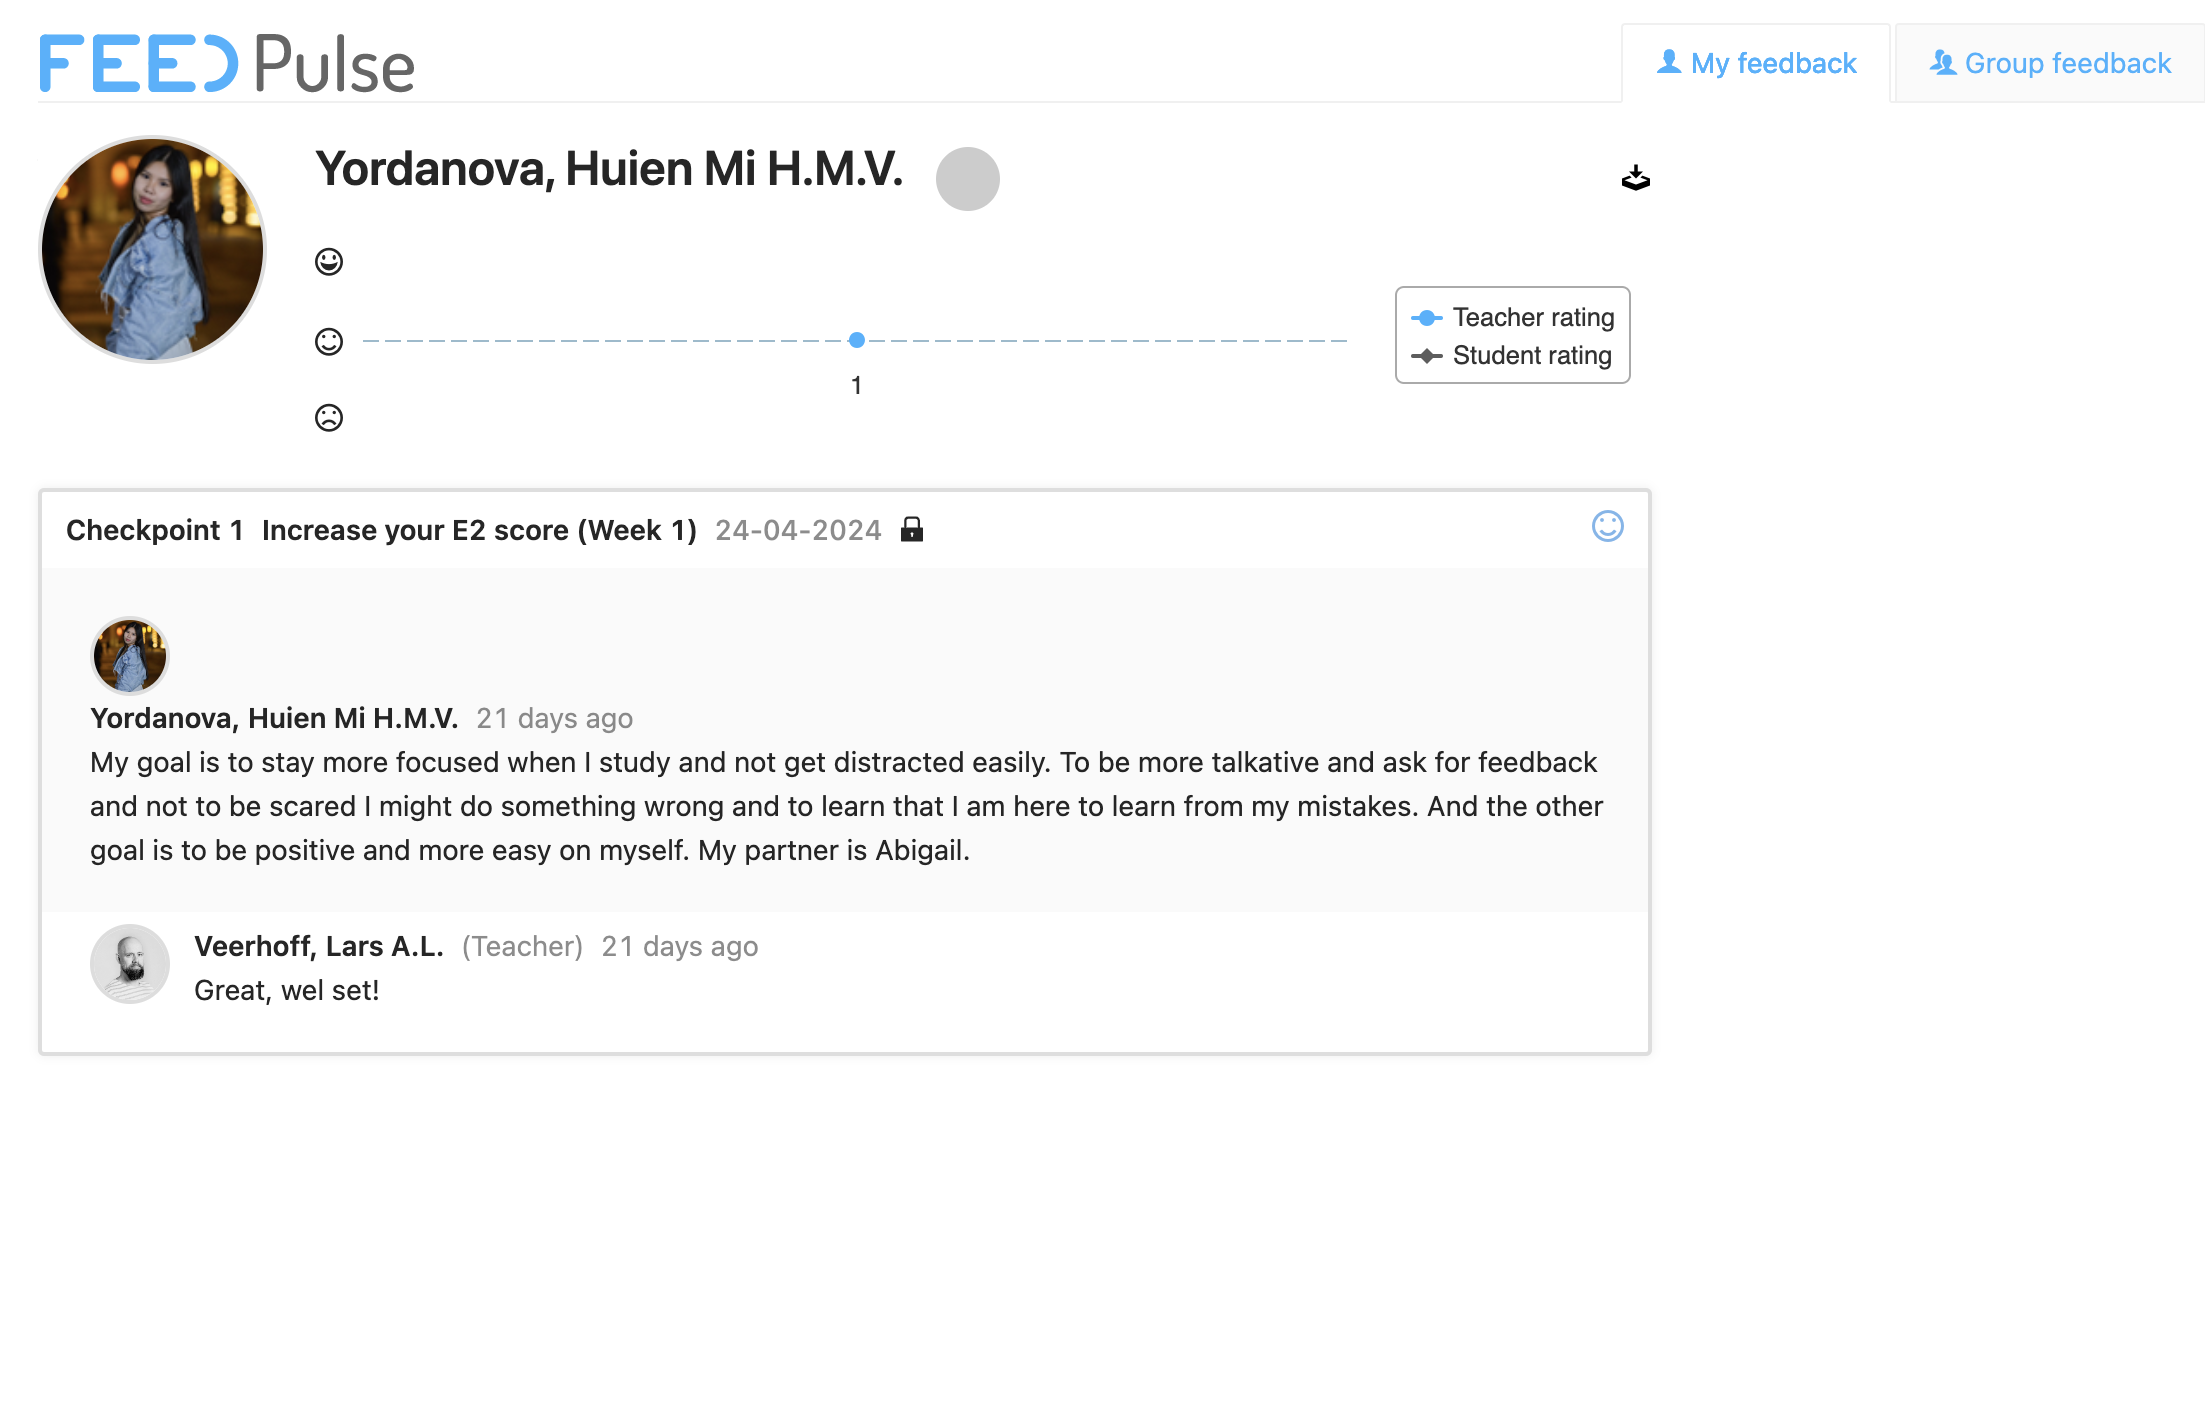 FEED Pulse
My feedback
Group feedback
Yordanova, Huien Mi H.M.V.
Teacher rating
Student rating
1
Checkpoint 1 Increase your E2 score (Week 1) 24-04-2024
Yordanova, Huien Mi H.M.V. 21 days ago
My goal is to stay more focused when I study and not get distracted easily. To be more talkative and ask for feedback
and not to be scared I might do something wrong and to learn that I am here to learn from my mistakes. And the other
goal is to be positive and more easy on myself. My partner is Abigail.
Veerhoff, Lars A.L. (Teacher) 21 days ago
Great, wel set!